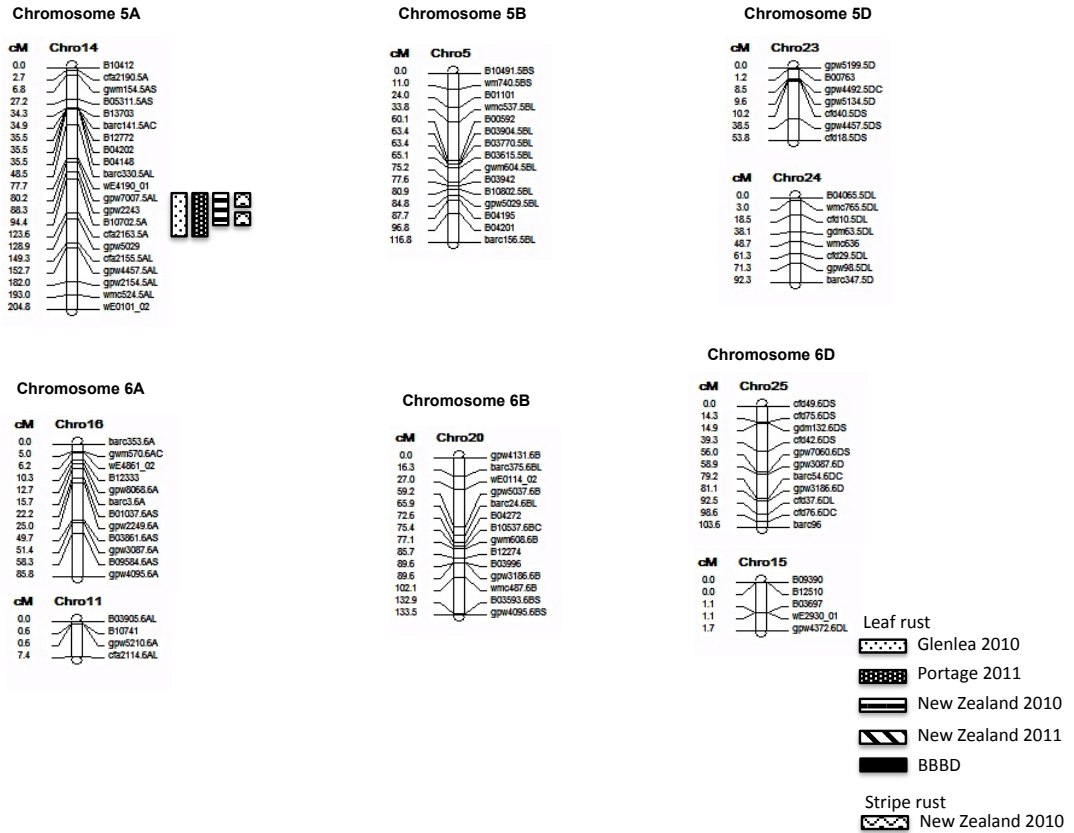 Chromosome 5A
cM Chro14
0.0 B10412
2.7 cfa2190.5A
6.8 gwm154.5AS
27.2 B05311.5AS
34.3 B13703
34.9 barc141.5AC
35.5 B12772
35.5 B04202
35.5 B04148
48.5 barc330.5AL
77.7 wE4190_01
80.2 gpw7007.5AL
88.3 gpw2243
94.4 B10702.5A
123.6 cfa2163.5A
128.9 gpw5029
149.3 cfa2155.5AL
152.7 gpw4457.5AL
182.0 gpw2154.5AL
193.0 wmc524.5AL
204.8 wE0101_02
Chromosome 5B
cM Chro5
0.0 B10491.5BS
11.0 wm740.5BS
24.0 B01101
33.8 wmc537.5BL
60.1 B00592
63.4 B03904.5BL
63.4 B03770.5BL
65.1 B03615.5BL
75.2 gwm604.5BL
77.6 B03942
80.9 B10802.5BL
84.8 gpw5029.5BL
87.7 B04195
96.8 B04201
116.8 barc156.5BL
Chromosome 5D
cM Chro23
0.0 gpw5199.5D
1.2 B00763
8.5 gpw4492.5DC
9.6 gpw5134.5D
10.2 cfd40.5DS
38.5 gpw4457.5DS
53.8 cfd18.5DS
cM Chro24
0.0 B04065.5DL
3.0 wmc765.5DL
18.5 cfd10.5DL
38.1 gdm63.5DL
48.7 wmc636
61.3 cfd29.5DL
71.3 gpw98.5DL
92.3 barc347.5D
Chromosome 6A
cM Chro16
0.0 barc353.6A
5.0 gwm570.6AC
6.2 wE4861_02
10.3 B12333
12.7 gpw8068.6A
15.7 barc3.6A
22.2 B01037.6AS
25.0 gpw2249.6A
49.7 B03861.6AS
51.4 gpw3087.6A
58.3 B09584.6AS
85.8 gpw4095.6A
cM Chro11
0.0 B03905.6AL
0.6 B10741
0.6 gpw5210.6A
7.4 cfa2114.6AL
Chromosome 6B
cM Chro20
0.0 gpw4131.6B
16.3 barc375.6BL
27.0 wE0114_02
59.2 gpw5037.6B
65.9 barc24.6BL
72.6 B04272
75.4 B10537.6BC
77.1 gwm608.6B
85.7 B12274
89.6 B03996
89.6 gpw3186.6B
102.1 wmc487.6B
132.9 B03593.6BS
133.5 gpw4095.6BS
Chromosome 6D
cM Chro25
0.0 cfd49.6DS
14.3 cfd75.6DS
14.9 gdm132.6DS
39.3 cfd42.6DS
56.0 gpw7060.6DS
58.9 gpw3087.6D
79.2 barc54.6DC
81.1 gpw3186.6D
92.5 cfd37.6DL
98.6 cfd76.6DC
103.6 barc96
cM Chro15
0.0 B09390
0.0 B12510
1.1 B03697
1.1 wE2930_01
1.7 gpw4372.6DL
Leaf rust
Glenlea 2010
Portage 2011
New Zealand 2010
New Zealand 2011
BBBD
Stripe rust
New Zealand 2010